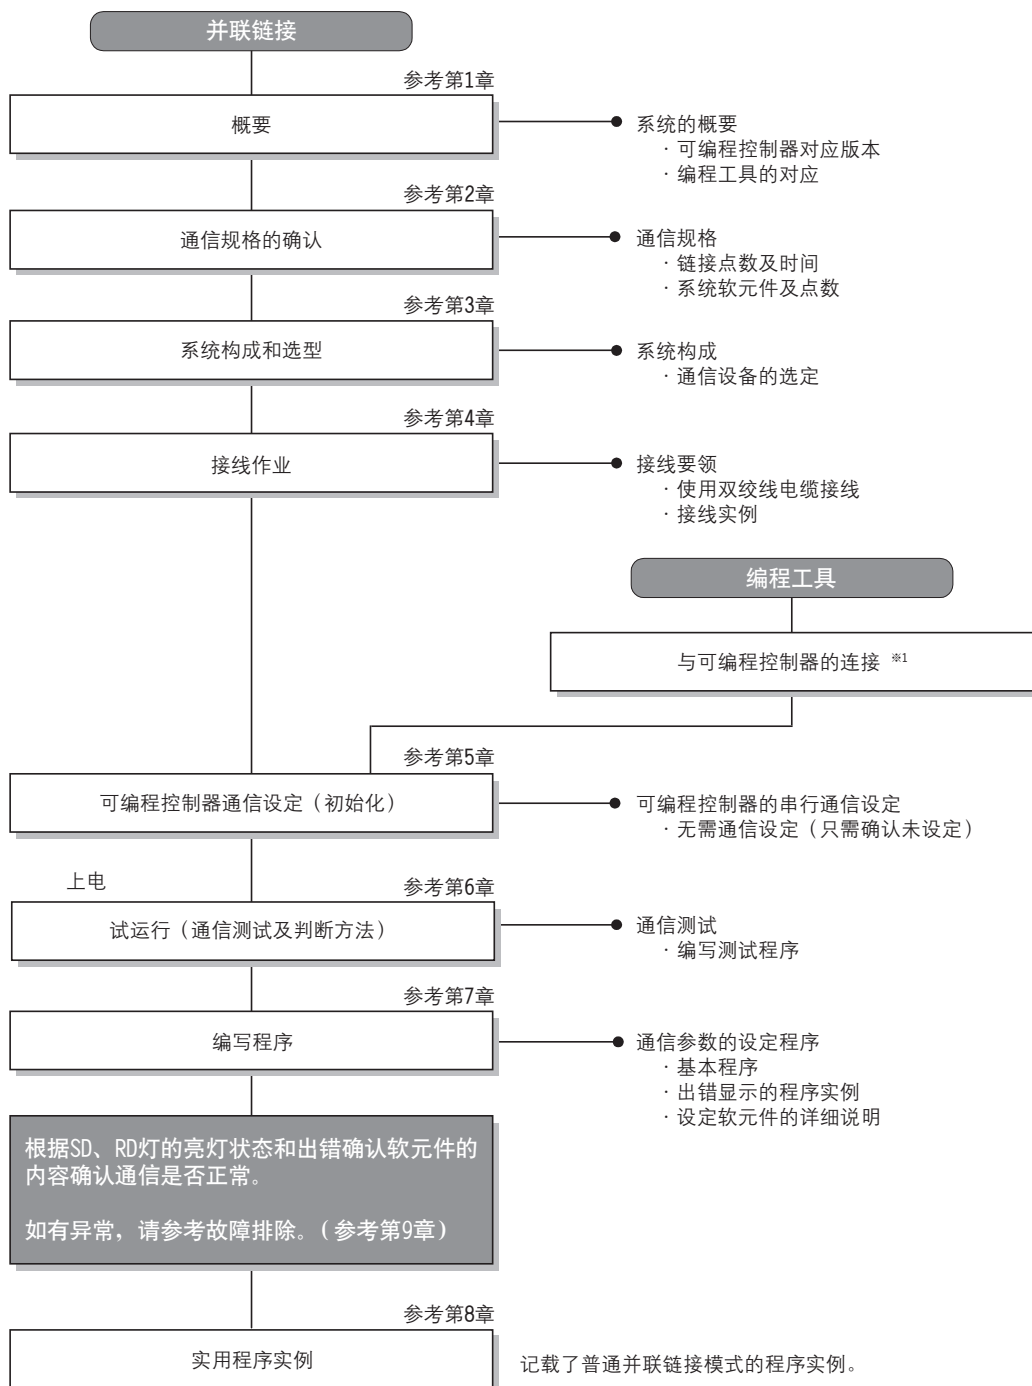 并联链接
参考第1章
概要
系统的概要
· 可编程控制器对应版本
· 编程工具的对应
参考第2章
通信规格的确认
通信规格
· 链接点数及时间
· 系统软元件及点数
参考第3章
系统构成和选型
系统构成
· 通信设备的选定
参考第4章
接线作业
接线要领
· 使用双绞线电缆接线
· 接线实例
编程工具
与可编程控制器的连接 ※1
参考第5章
可编程控制器通信设定（初始化）
可编程控制器的串行通信设定
· 无需通信设定（只需确认未设定）
上电
参考第6章
试运行（通信测试及判断方法）
通信测试
· 编写测试程序
参考第7章
编写程序
通信参数的设定程序
· 基本程序
· 出错显示的程序实例
· 设定软元件的详细说明
根据SD、RD灯的亮灯状态和出错确认软元件的
内容确认通信是否正常。
如有异常，请参考故障排除。（参考第9章）
参考第8章
实用程序实例
记载了普通并联链接模式的程序实例。